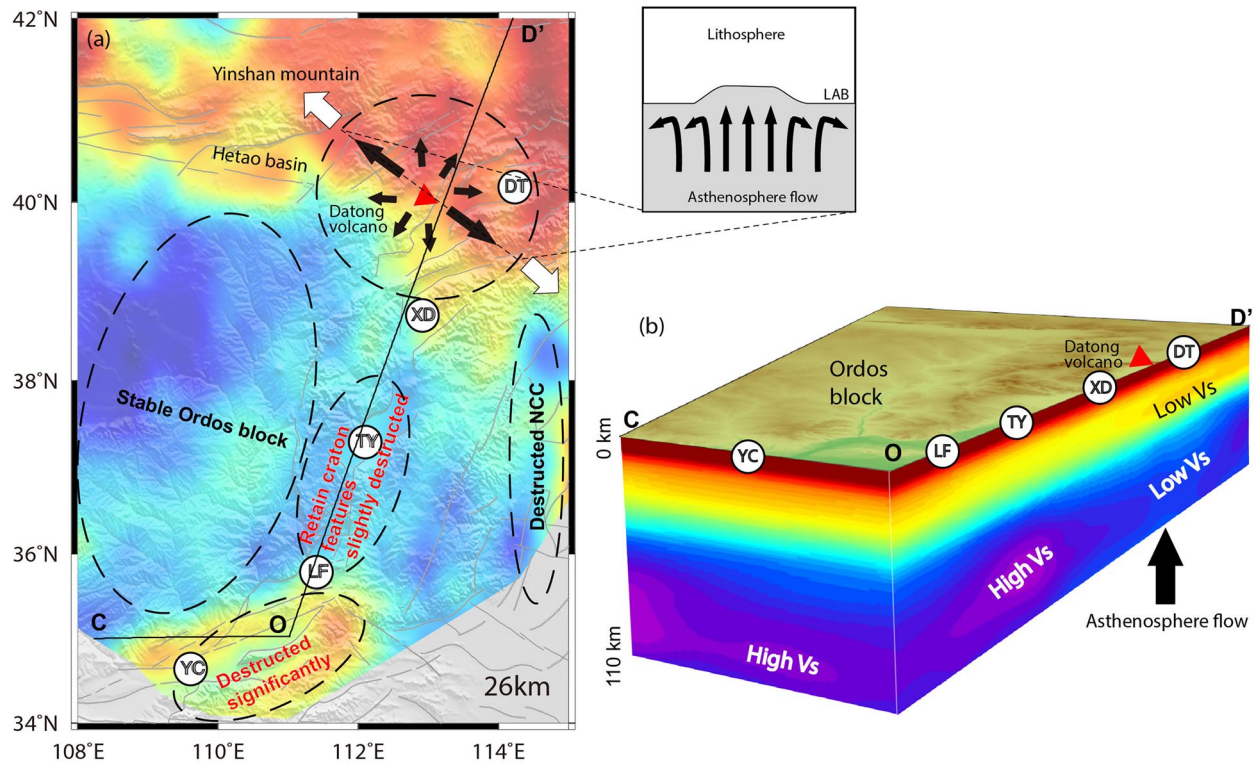 42°N
(a)
D'
Yinshan mountain
Hetao basin
DT
40°N
Datong
volcano
XD
38°N
Stable Ordos block
TY
Retain craton
features
slightly destructed
Destructed NCC
36°N
LF
C
O
YC
Destructed
significantly
26km
34°N
108°E
110°E
112°E
114°E
Lithosphere
LAB
Asthenosphere flow
(b)
D'
Datong
volcano
DT
Ordos
block
XD
Low Vs
C
TY
0 km
YC
O
LF
Low Vs
High Vs
Asthenosphere flow
110 km
High Vs